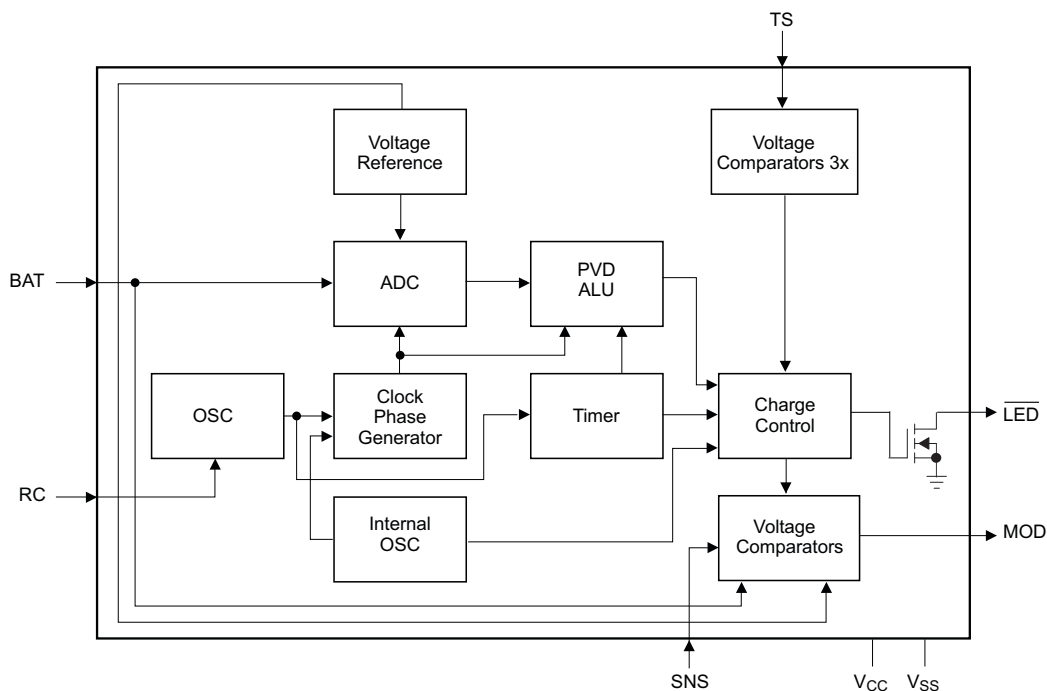 TS
Voltage
Reference
Voltage
Comparators 3x
BAT
ADC
PVD
ALU
OSC
Clock
Phase
Generator
Timer
Charge
Control
LED
RC
Internal
OSC
Voltage
Comparators
MOD
SNS
VCC
VSS